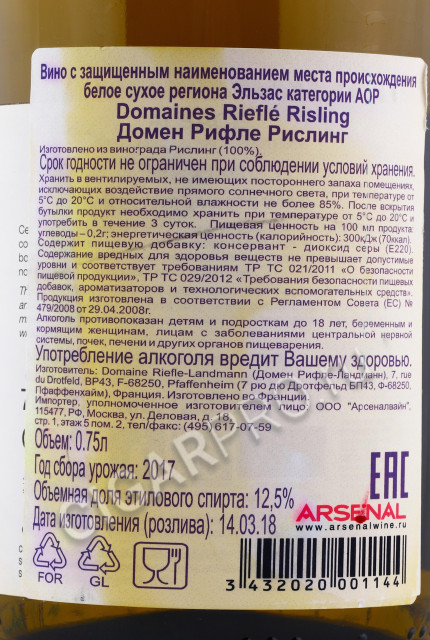 Вино с защищенным наименованием места происхождения
белое сухое региона Эльзас категории АОР
Domaines Rieflé Risling
Домен Рифле Рислинг
Изготовлено из винограда Рислинг (100%).
Срок годности не ограничен при соблюдении условий хранения.
Хранить в вентилируемых, не имеющих постороннего запаха помещениях,
исключающих воздействие прямого солнечного света, при температуре от
5°С до 20°С и относительной влажности не более 85%. После вскрытия
бутылки продукт необходимо хранить при температуре от 5°С до 20°С и
употребить в течение 3 суток. Пищевая ценность на 100 мл продукта:
углеводы – 0,2г; энергетическая ценность (калорийность): 300кДж (70ккал).
Содержит пищевую добавку: консервант - диоксид серы (Е220).
Содержание вредных для здоровья веществ не превышает допустимые
уровни и соответствует требованиям ТР ТС 021/2011 "О безопасности
пищевой продукции", ТР ТС 029/2012 "Требования безопасности пищевых
добавок, ароматизаторов и технологических вспомогательных средств".
Продукция изготовлена в соответствии с Регламентом Совета (ЕС) №
479/2008 от 29.04.2008г.
Алкоголь противопоказан детям и подросткам до 18 лет, беременным и
кормящим женщинам, лицам с заболеваниями центральной нервной
системы, почек, печени и других органов пищеварения.
Употребление алкоголя вредит Вашему здоровью.
Изготовитель: Domaine Riefle-Landmann (Домен Рифле-Ландманн), 7, rue
du Drotfeld, BP43, F-68250, Pfaffenheim (7 рю дю Дротфельд БП43, Ф-68250,
Пфаффенхайм), Франция. Изготовлено во Франции.
Импортер, уполномоченное изготовителем лицо, ООО "Арсеналвайн",
115477, РФ, Москва, ул. Деловая, д. 18,
стр.1, этаж 5 пом. 2, тел./факс: (495) 617-07-59
Объем: 0.75л
Год сбора урожая: 2017
Объемная доля этилового спирта: 12,5%
Дата изготовления (розлива): 14.03.18
EAC
ARSENAL
www.arsenalwine.ru
FOR
GL
3 432020 001144
CIGARPRO.RU